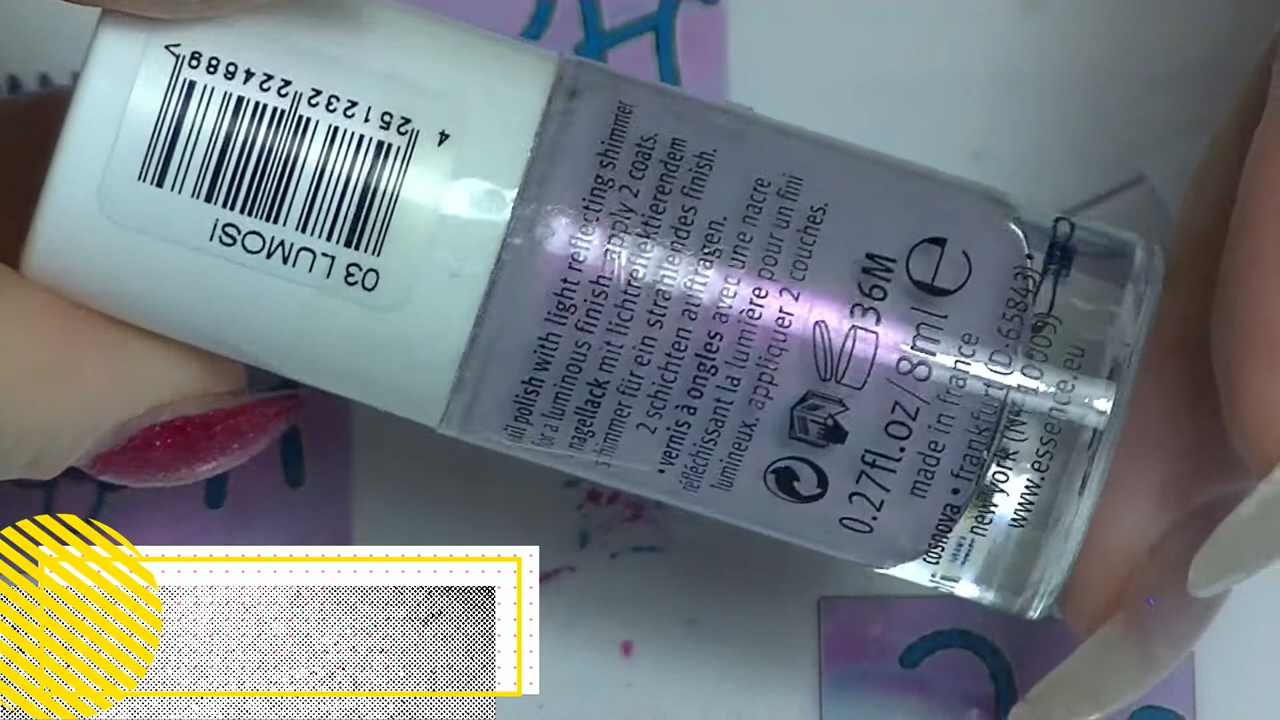 03 LUMOS!
4 251232 224689 >
nail polish with light reflecting shimmer
for a luminous finish. apply 2 coats.
nagellack mit lichtreflektierendem
schimmer für ein strahlendes finish.
2 schichten auftragen.
•vernis à ongles avec une nacre
réfléchissant la lumière pour un fini
lumineux. appliquer 2 couches.
36M
0.27fl.oz/8ml e
made in france
cosnova • frankfurt (D-65843) •
new york (NY 10009)
www.essence.eu